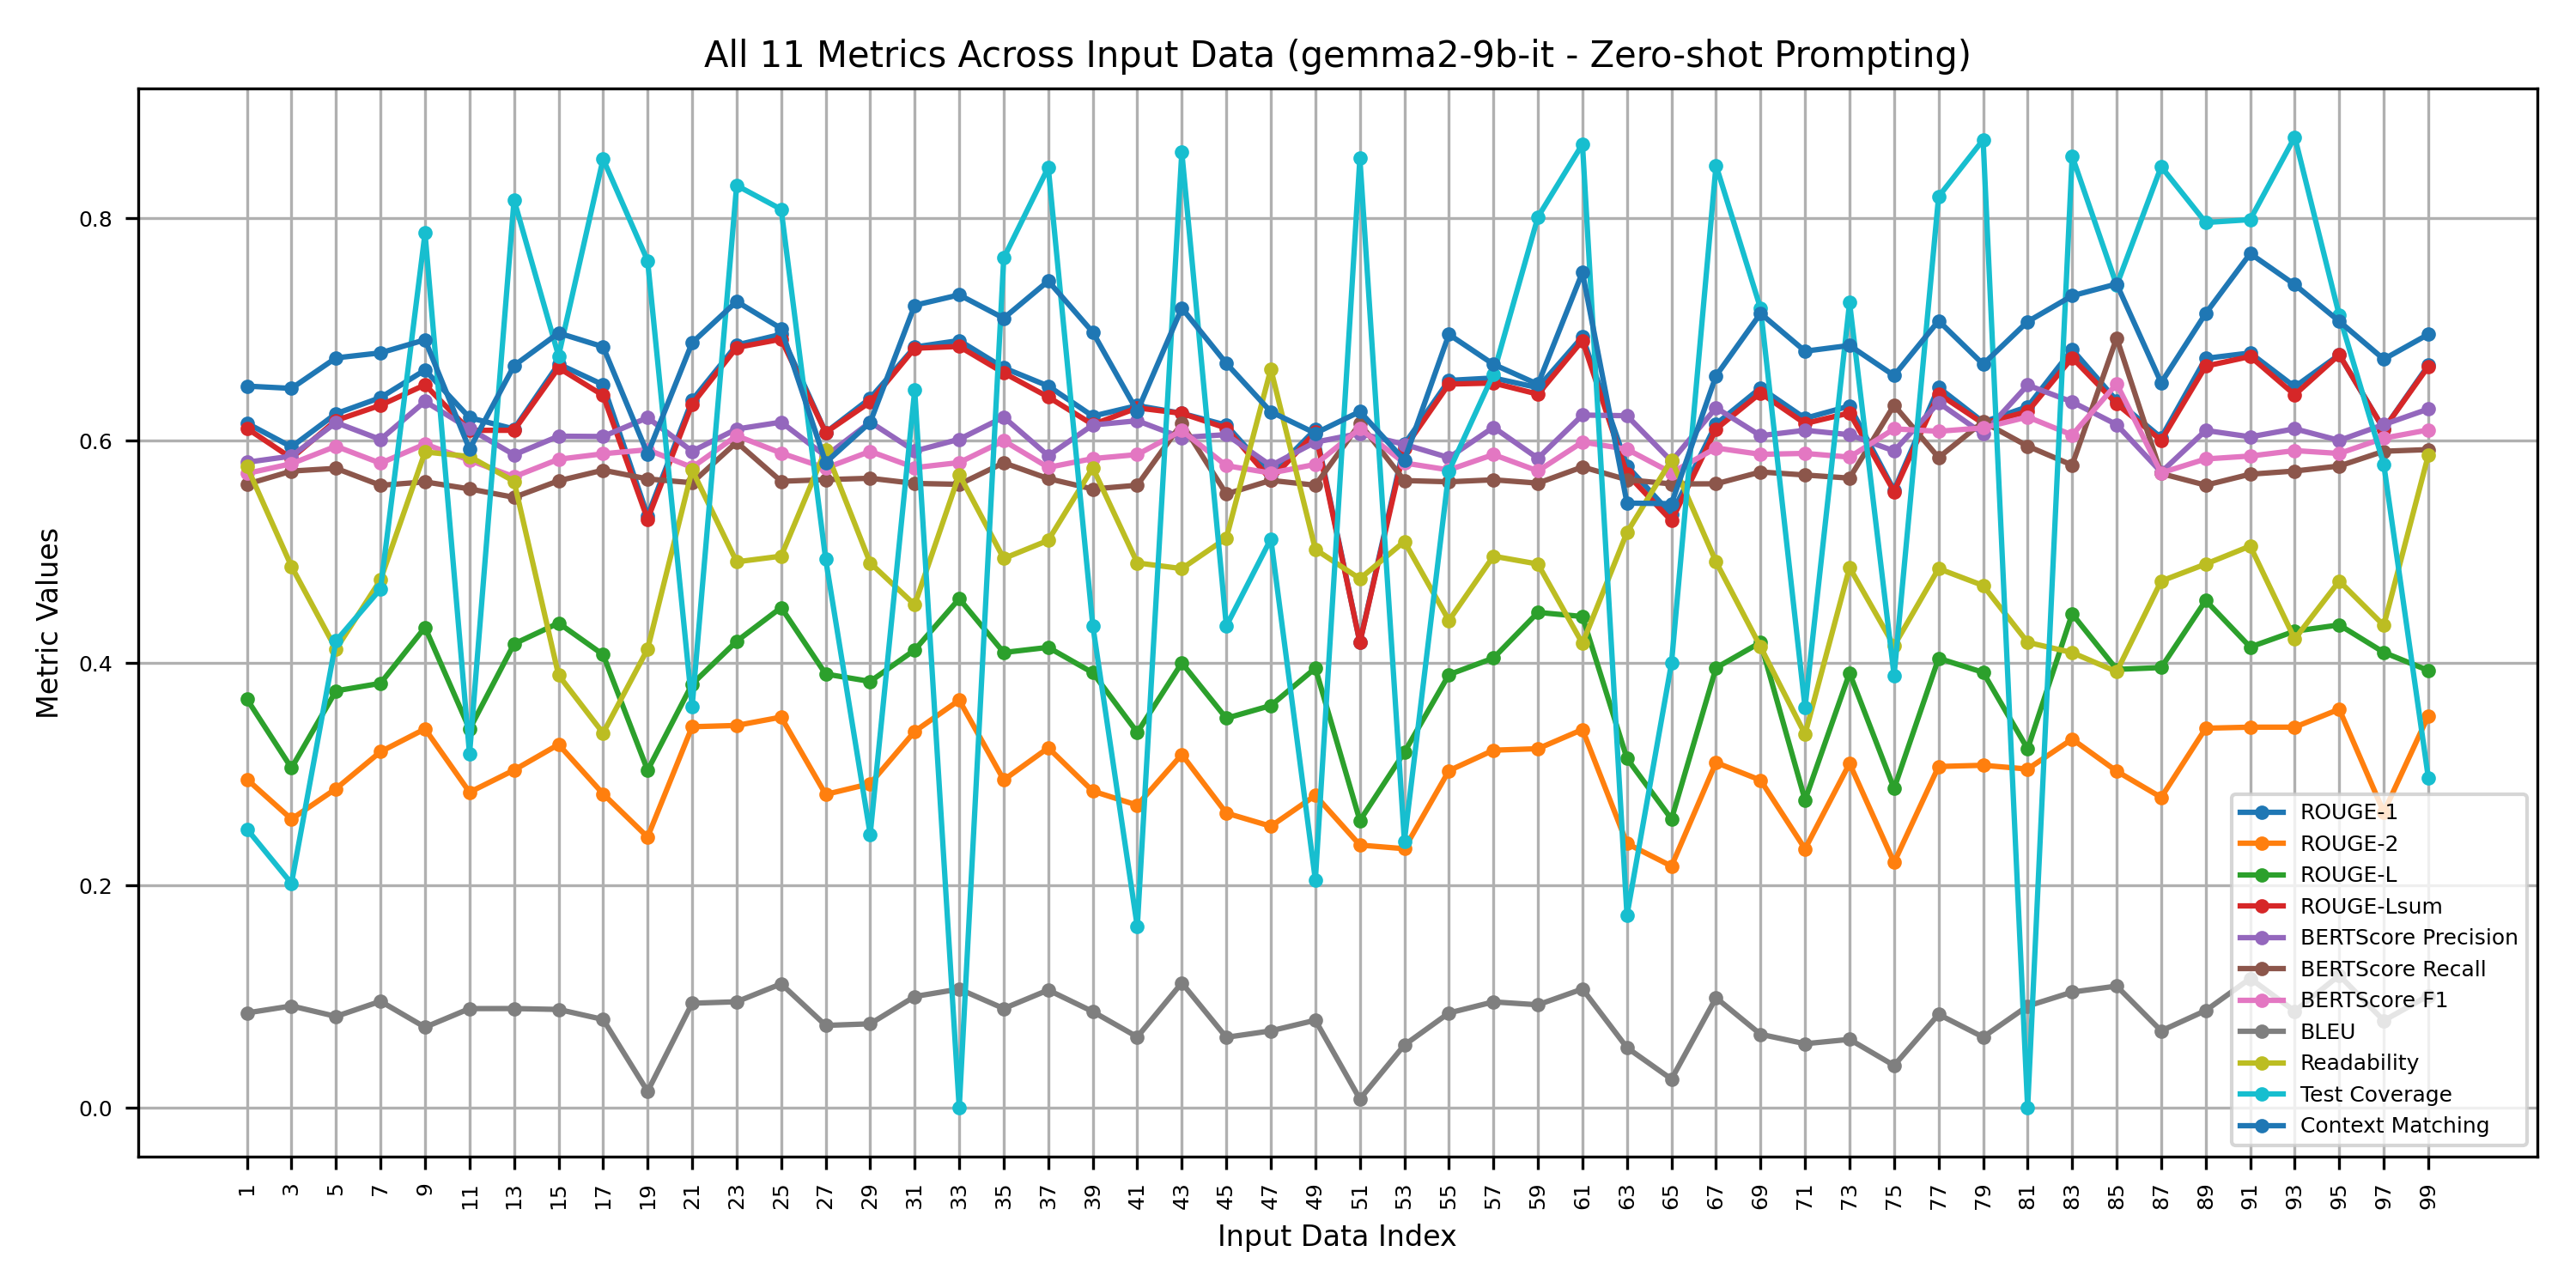 All 11 Metrics Across Input Data (gemma2-9b-it - Zero-shot Prompting)
Metric Values
0.8
0.6
0.4
0.2
0.0
ROUGE-1
ROUGE-2
ROUGE-L
ROUGE-Lsum
BERTScore Precision
BERTScore Recall
BERTScore F1
BLEU
Readability
Test Coverage
Context Matching
1 3 5 7 9 11 13 15 17 19 21 23 25 27 29 31 33 35 37 39 41 43 45 47 49 51 53 55 57 59 61 63 65 67 69 71 73 75 77 79 81 83 85 87 89 91 93 95 97 99
Input Data Index